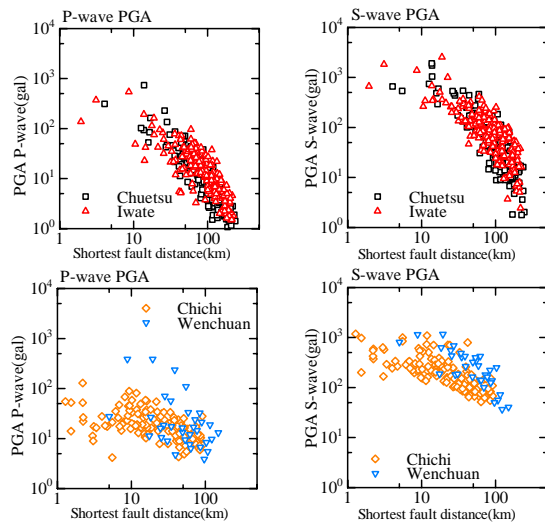 P-wave PGA
S-wave PGA
10^4
10^3
10^2
10^1
10^0
PGA P-wave(gal)
Chuetsu
Iwate
1 10 100
Shortest fault distance(km)
10^4
10^3
10^2
10^1
10^0
PGA S-wave(gal)
Chuetsu
Iwate
1 10 100
Shortest fault distance(km)
P-wave PGA
S-wave PGA
10^4
10^3
10^2
10^1
10^0
PGA P-wave(gal)
Chichi
Wenchuan
1 10 100
Shortest fault distance(km)
10^4
10^3
10^2
10^1
10^0
PGA S-wave(gal)
Chichi
Wenchuan
1 10 100
Shortest fault distance(km)